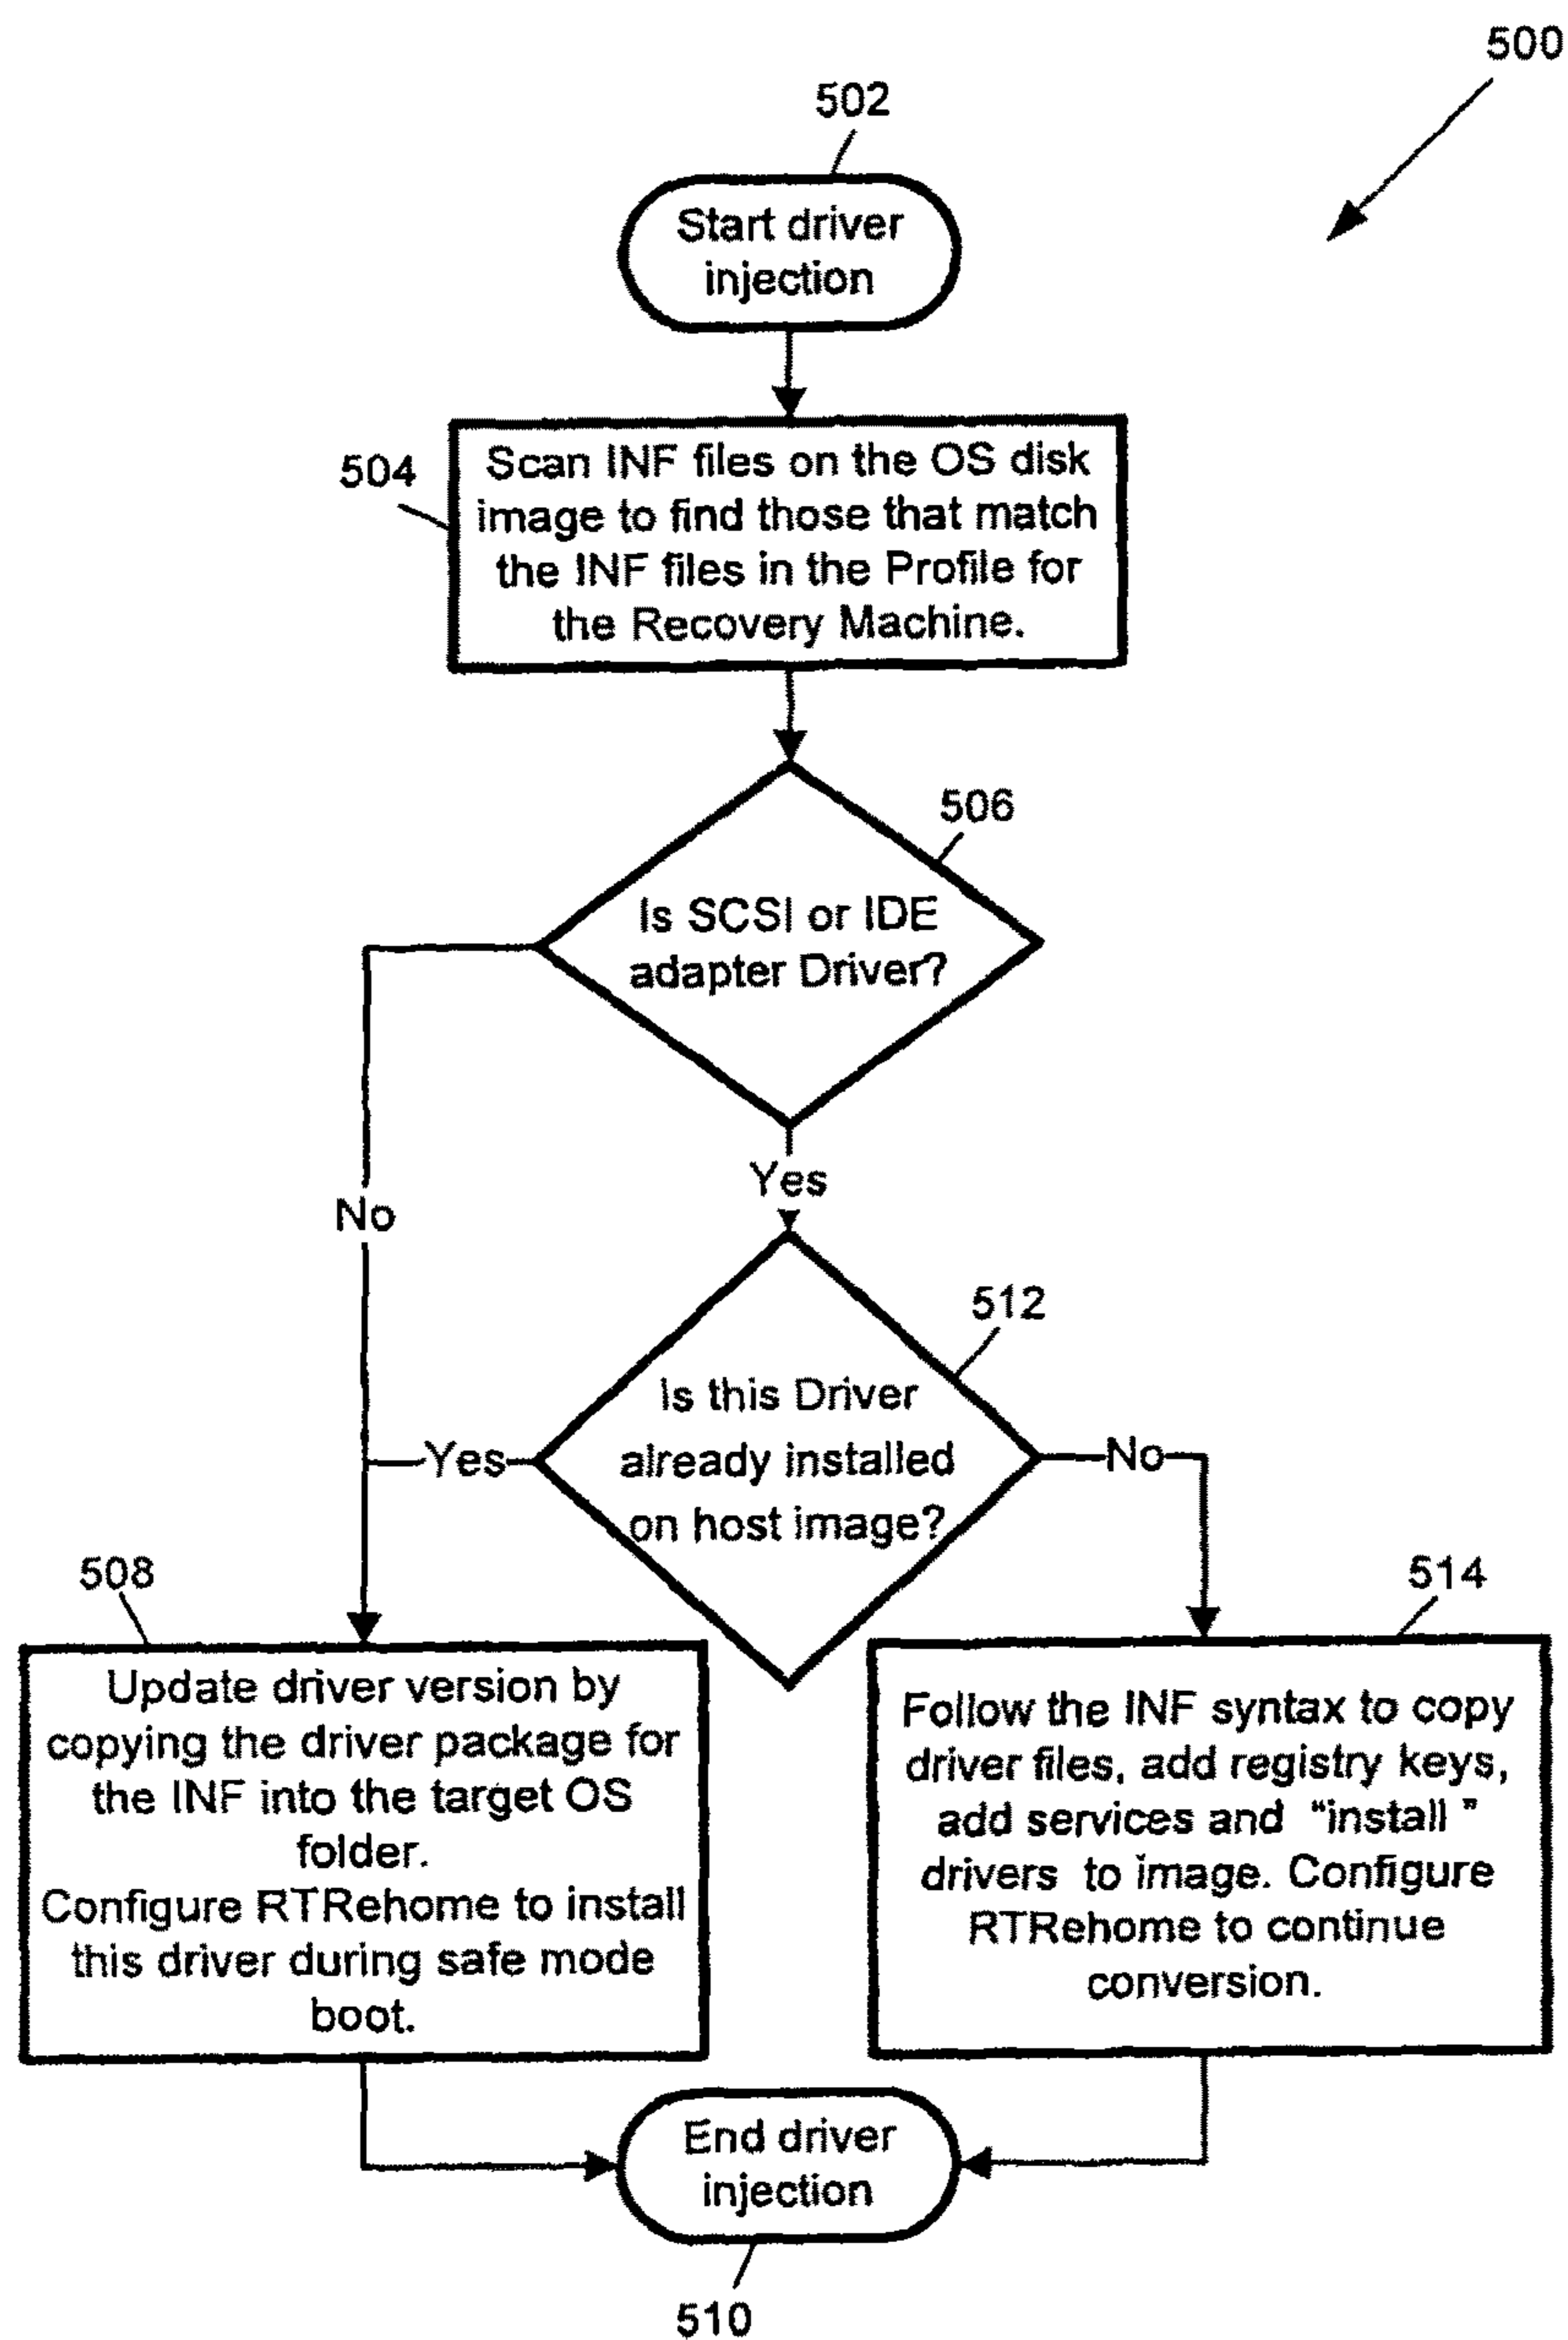 500
502
Start driver
injection
504
Scan INF files on the OS disk
image to find those that match
the INF files in the Profile for
the Recovery Machine.
506
Is SCSI or IDE
adapter Driver?
Yes
No
512
Is this Driver
already installed
on host image?
Yes
No
508
Update driver version by
copying the driver package for
the INF into the target OS
folder.
Configure RTRehome to install
this driver during safe mode
boot.
514
Follow the INF syntax to copy
driver files, add registry keys,
add services and “install ”
drivers to image. Configure
RTRehome to continue
conversion.
End driver
injection
510